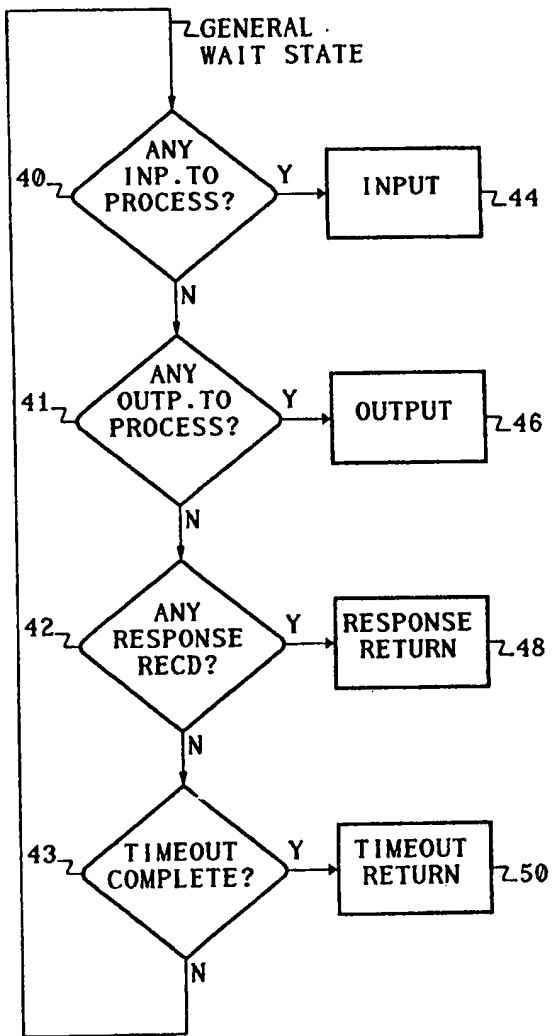 GENERAL
WAIT STATE
ANY
INP.TO
PROCESS?
40
Y
INPUT
44
N
ANY
OUTP.TO
PROCESS?
41
Y
OUTPUT
46
N
ANY
RESPONSE
RECD?
42
Y
RESPONSE
RETURN
48
N
TIMEOUT
COMPLETE?
43
Y
TIMEOUT
RETURN
50
N